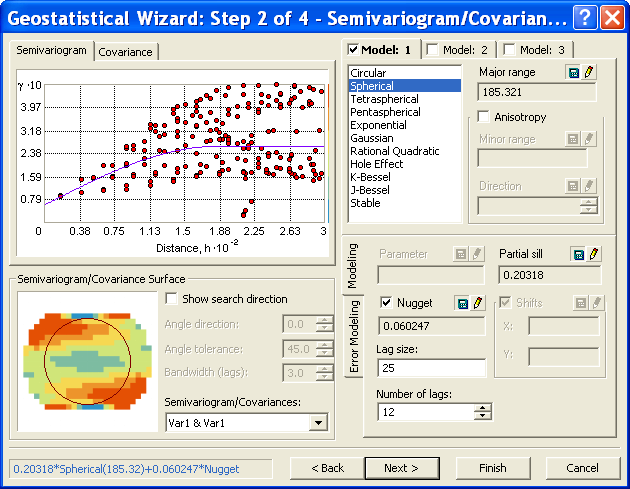 Geostatistical Wizard: Step 2 of 4 - Semivariogram/Covarian...
Semivariogram Covariance
γ ·10
3.97
3.18
2.38
1.59
0.79
0 0.38 0.75 1.13 1.5 1.88 2.25 2.63 3
Distance, h ·10⁻²
Model: 1 Model: 2 Model: 3
Circular
Spherical
Tetraspherical
Pentaspherical
Exponential
Gaussian
Rational Quadratic
Hole Effect
K-Bessel
J-Bessel
Stable
Major range
185.321
Anisotropy
Minor range
Direction
Semivariogram/Covariance Surface
Show search direction
Angle direction: 0.0
Angle tolerance: 45.0
Bandwidth (lags): 3.0
Semivariogram/Covariances:
Var1 & Var1
Modeling
Error Modeling
Parameter
Partial sill
0.20318
Nugget
0.060247
Shifts
X:
Y:
Lag size:
25
Number of lags:
12
0.20318*Spherical(185.32)+0.060247*Nugget
< Back Next > Finish Cancel